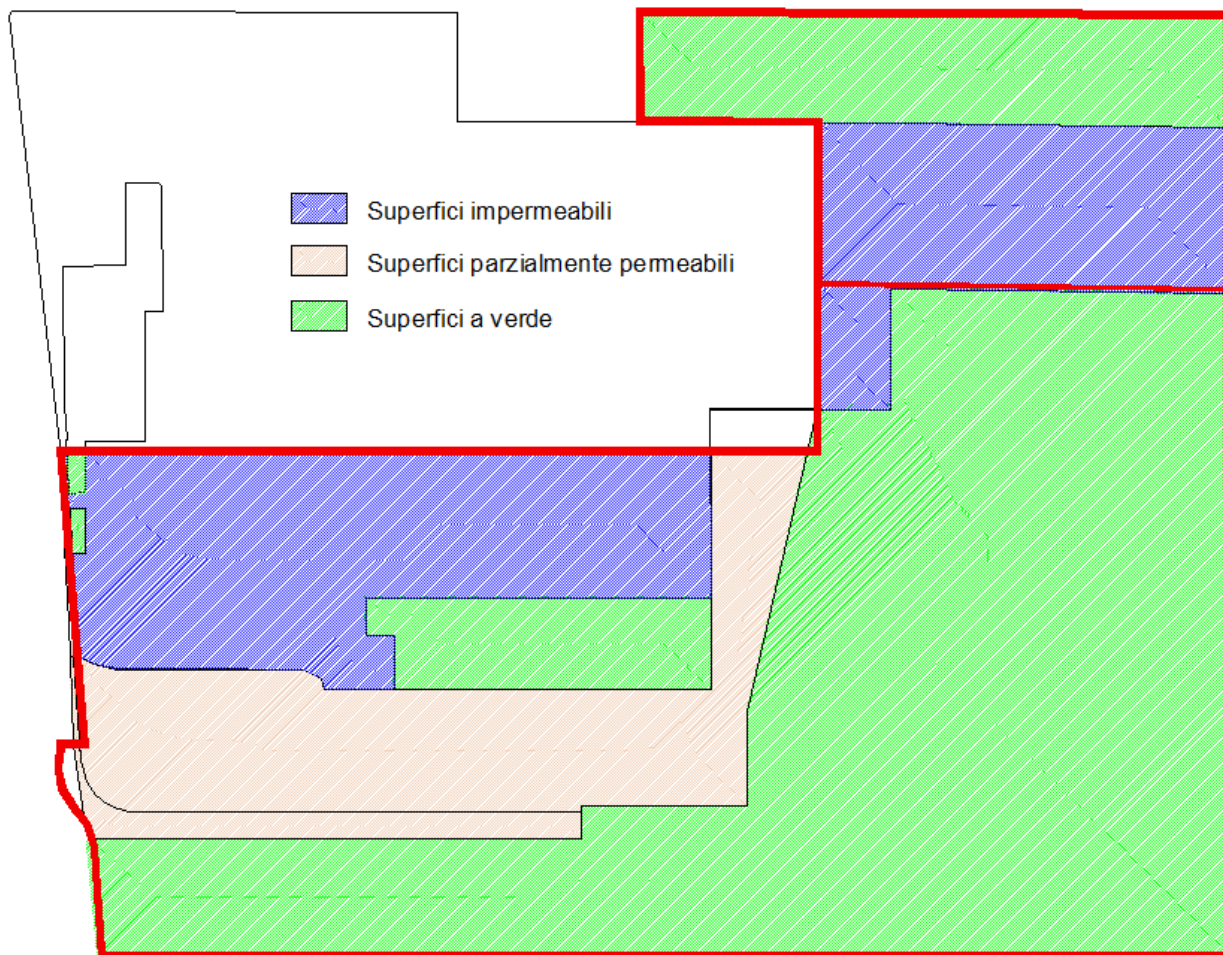 Superfici impermeabili
Superfici parzialmente permeabili
Superfici a verde